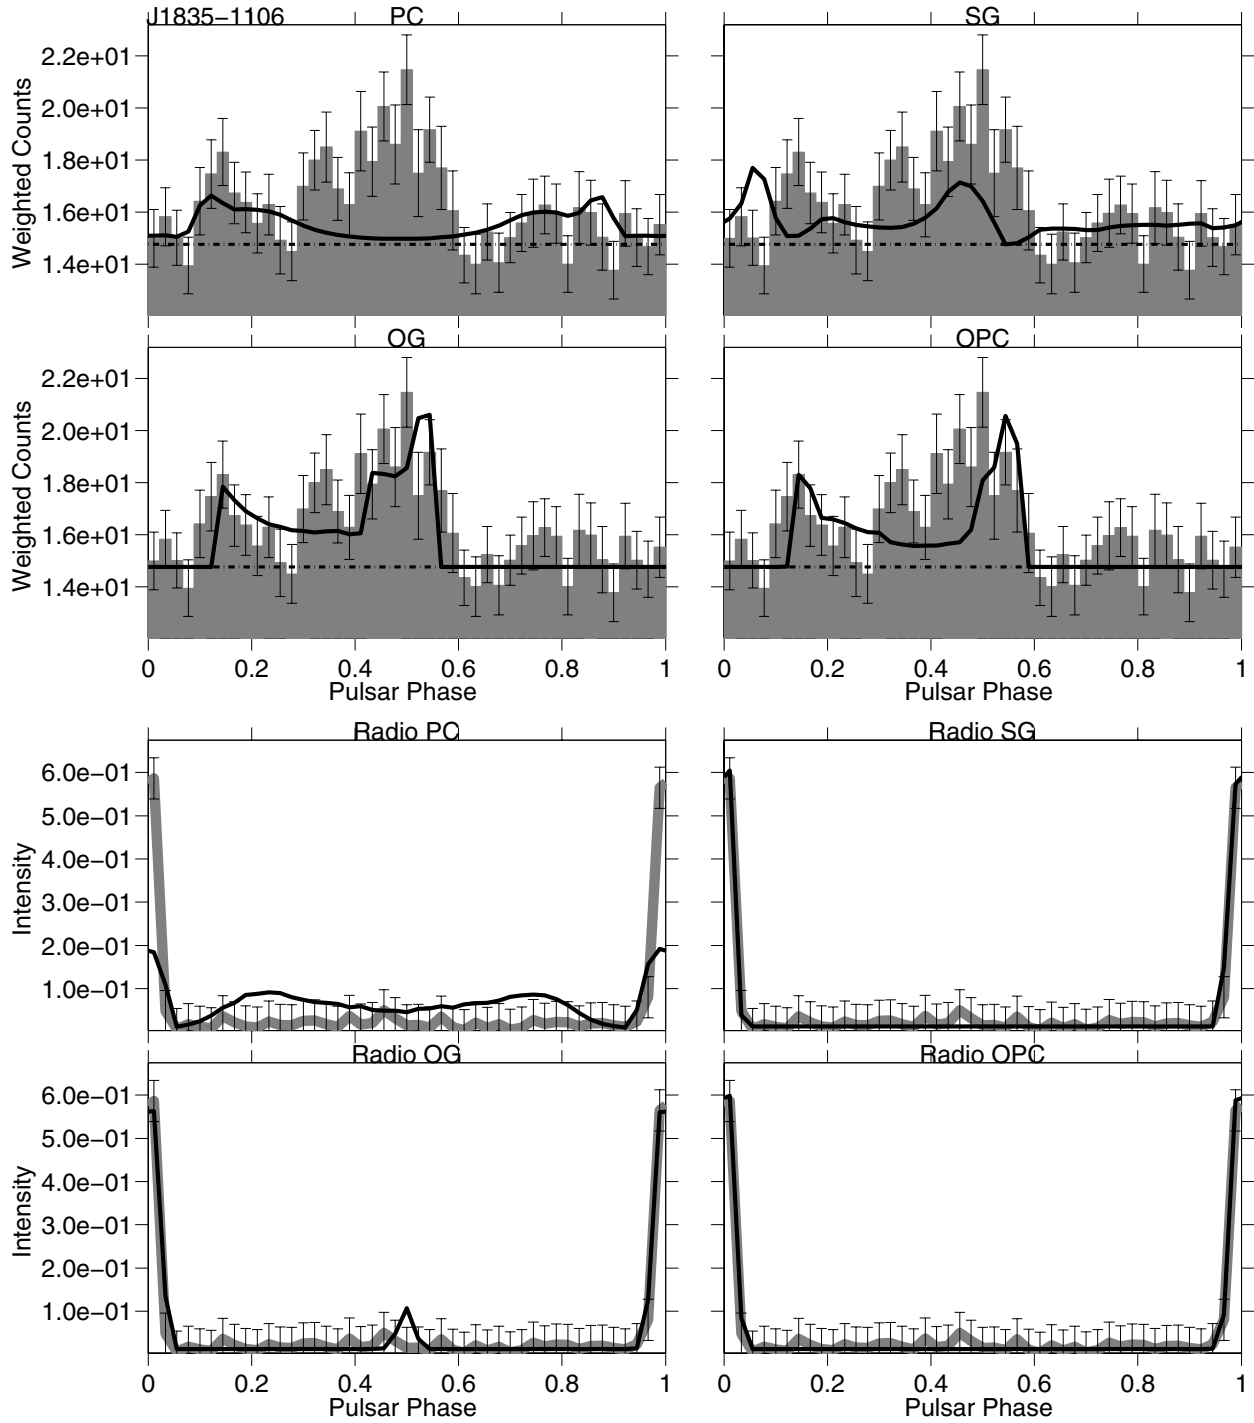 J1835−1106 PC SG
2.2e+01
2.0e+01
1.8e+01
1.6e+01
1.4e+01
Weighted Counts
OG OPC
2.2e+01
2.0e+01
1.8e+01
1.6e+01
1.4e+01
Weighted Counts
0 0.2 0.4 0.6 0.8 1 0 0.2 0.4 0.6 0.8 1
Pulsar Phase Pulsar Phase
Radio PC Radio SG
6.0e−01
5.0e−01
4.0e−01
3.0e−01
2.0e−01
1.0e−01
Intensity
Radio OG Radio OPC
6.0e−01
5.0e−01
4.0e−01
3.0e−01
2.0e−01
1.0e−01
Intensity
0 0.2 0.4 0.6 0.8 1 0 0.2 0.4 0.6 0.8 1
Pulsar Phase Pulsar Phase